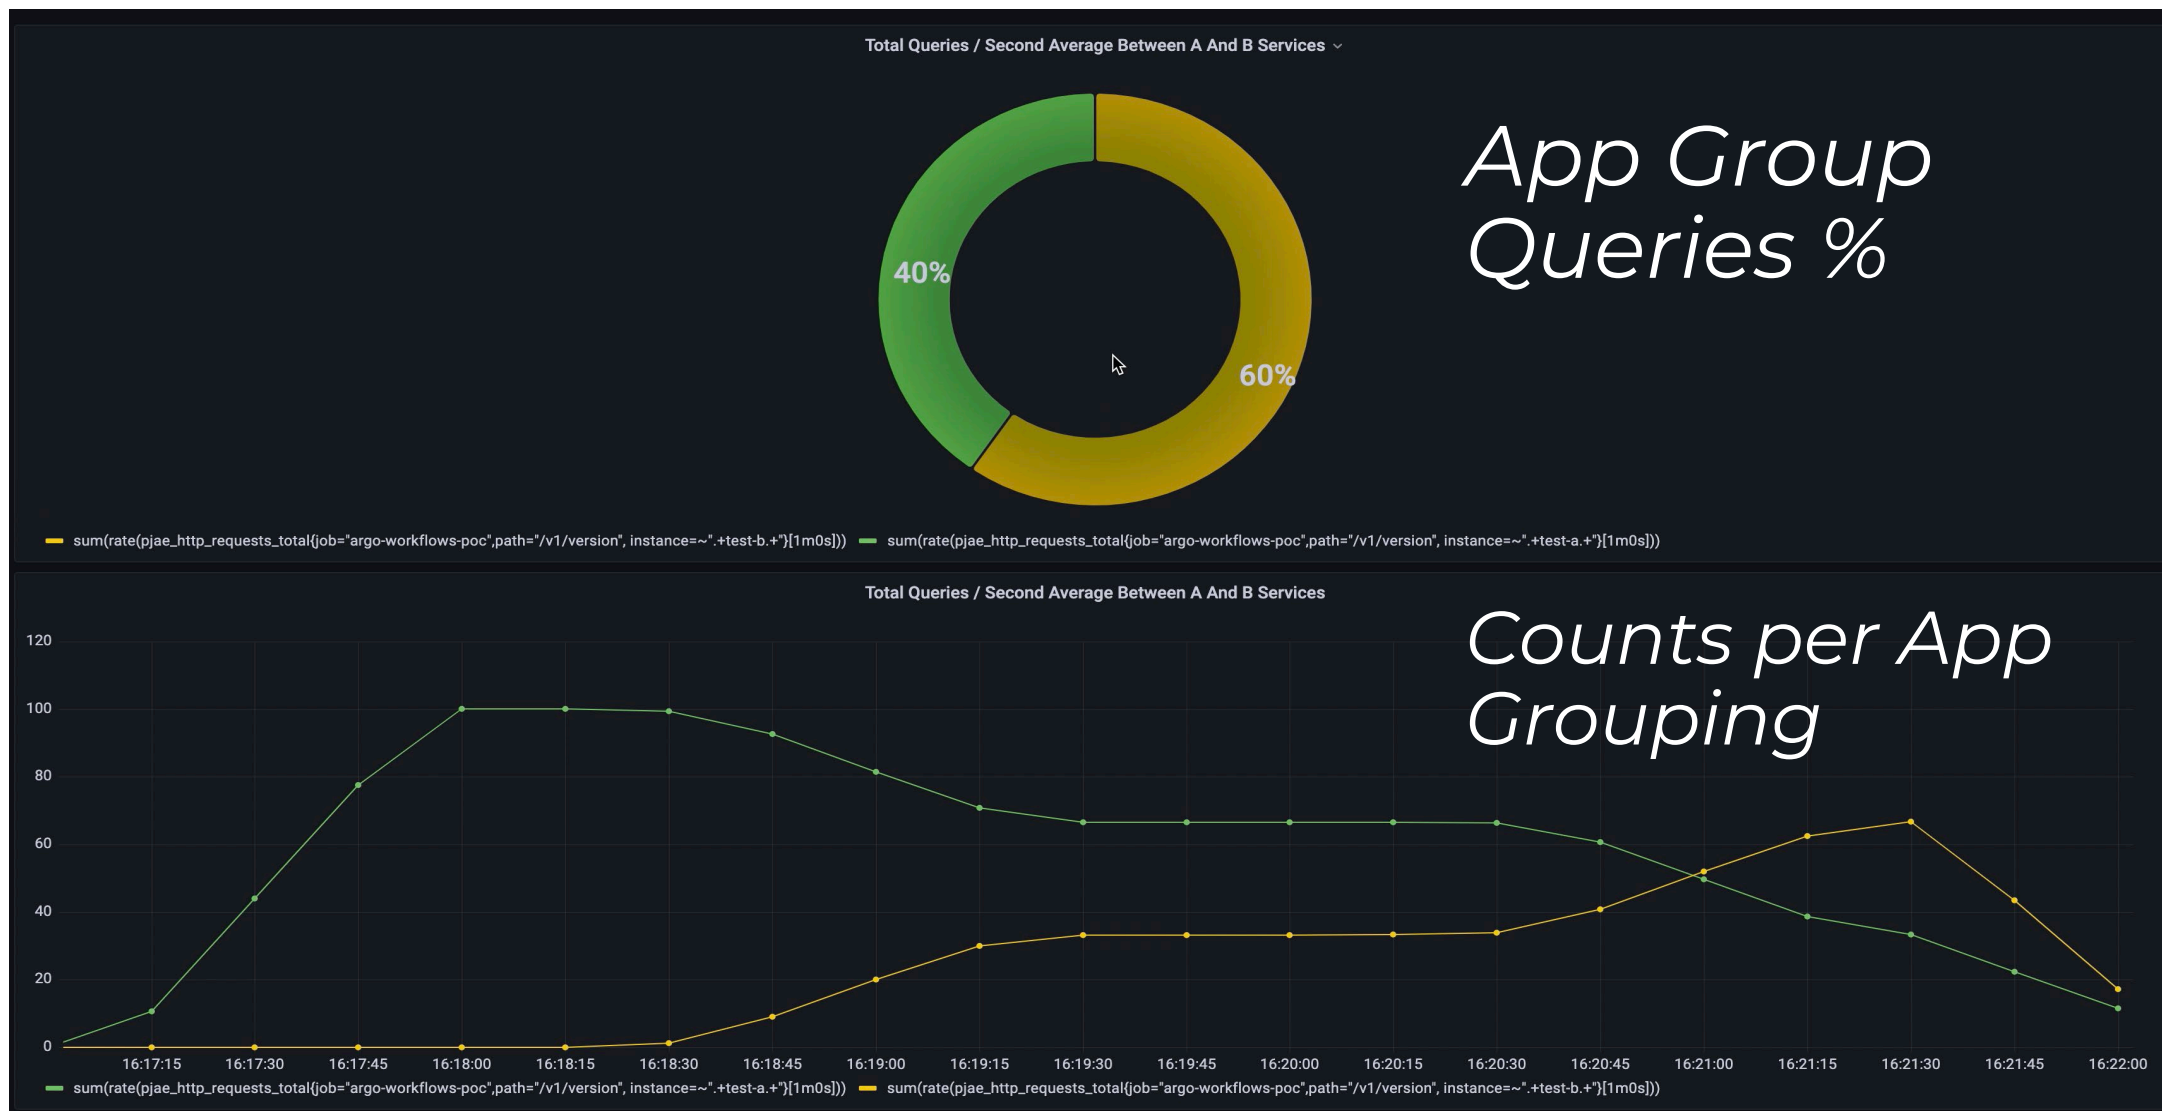 Total Queries / Second Average Between A And B Services
App Group
Queries %
40%
60%
sum(rate(pjae_http_requests_total{job="argo-workflows-poc",path="/v1/version", instance=~".+test-b.+"}[1m0s])) sum(rate(pjae_http_requests_total{job="argo-workflows-poc",path="/v1/version", instance=~".+test-a.+"}[1m0s]))
Total Queries / Second Average Between A And B Services
Counts per App
Grouping
120
100
80
60
40
20
0
16:17:15 16:17:30 16:17:45 16:18:00 16:18:15 16:18:30 16:18:45 16:19:00 16:19:15 16:19:30 16:19:45 16:20:00 16:20:15 16:20:30 16:20:45 16:21:00 16:21:15 16:21:30 16:21:45 16:22:00
sum(rate(pjae_http_requests_total{job="argo-workflows-poc",path="/v1/version", instance=~".+test-a.+"}[1m0s])) sum(rate(pjae_http_requests_total{job="argo-workflows-poc",path="/v1/version", instance=~".+test-b.+"}[1m0s]))